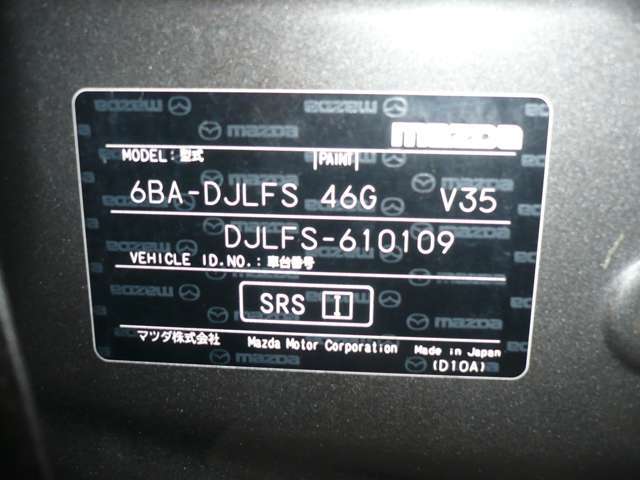 mazda
MODEL: 型式 PAINT
6BA-DJLFS 46G V35
DJLFS-610109
VEHICLE ID.NO.: 車台番号
SRS I
マツダ株式会社 Mazda Motor Corporation Made in Japan
(D10A)